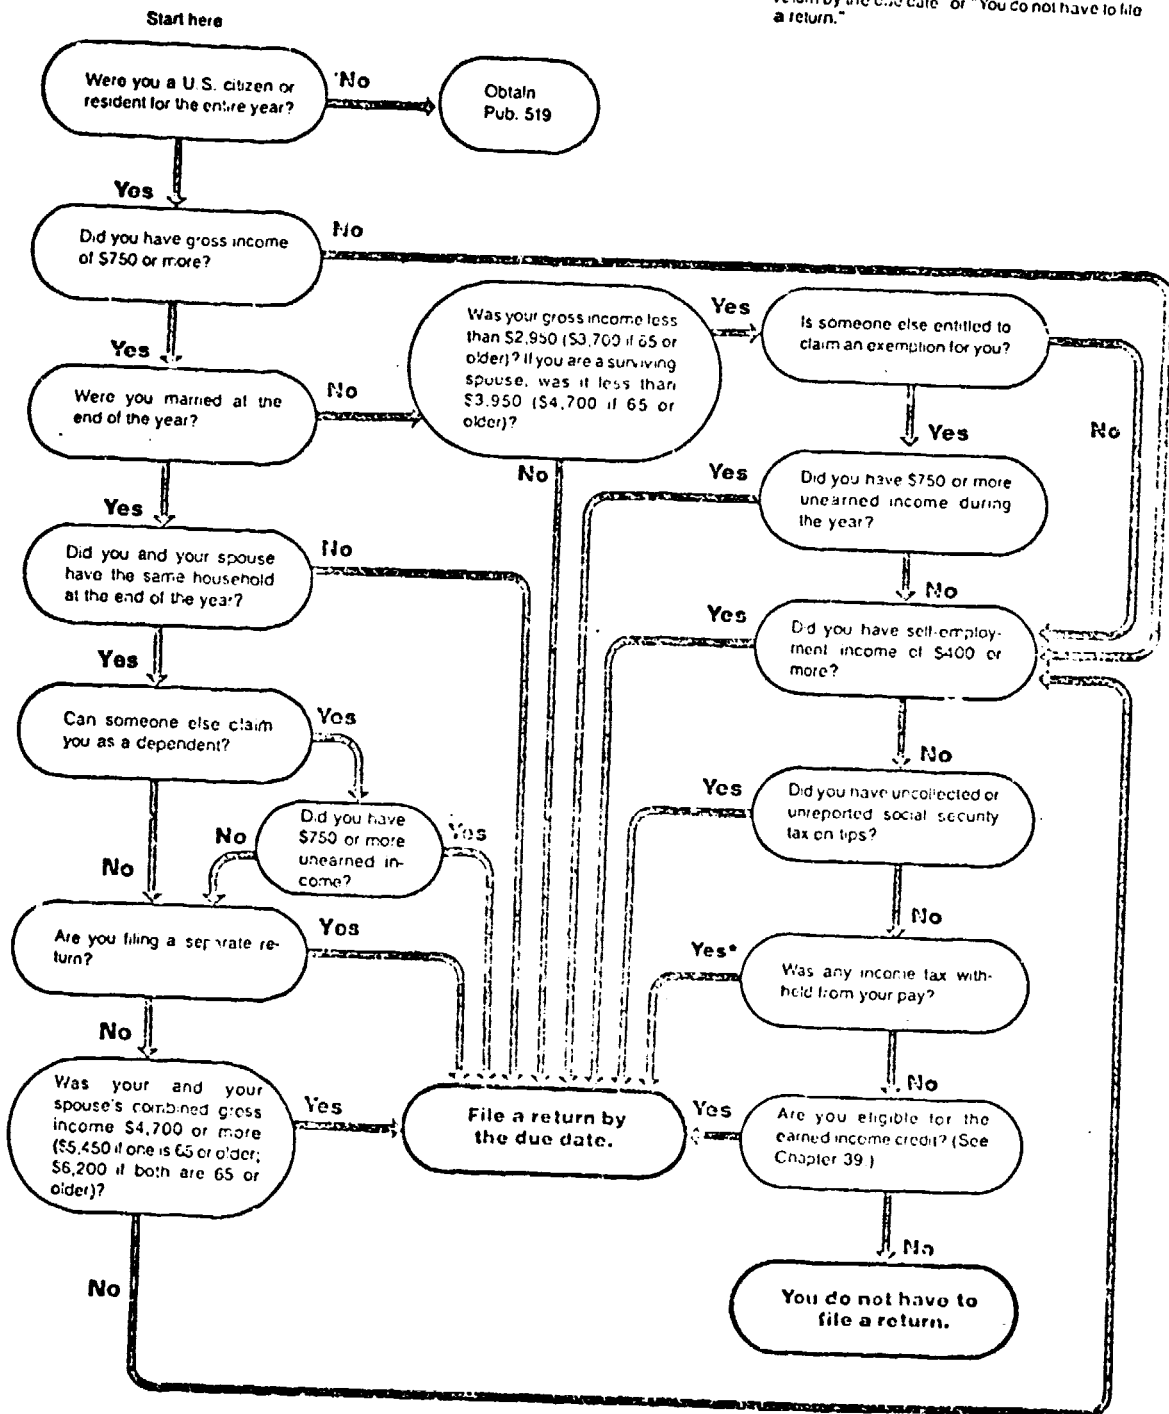 return by the due date" or "You do not have to file
a return."
Start here
Were you a U.S. citizen or
resident for the entire year?
No
Obtain
Pub. 519
Yes
Did you have gross income
of $750 or more?
No
Yes
Were you married at the
end of the year?
No
Was your gross income less
than $2,950 ($3,700 if 65 or
older)? If you are a surviving
spouse, was it less than
$3,950 ($4,700 if 65 or
older)?
Yes
Is someone else entitled to
claim an exemption for you?
No
Yes
No
Yes
Did you have $750 or more
unearned income during
the year?
Yes
Did you and your spouse
have the same household
at the end of the year?
No
No
Yes
Did you have self-employ-
ment income of $400 or
more?
Yes
Can someone else claim
you as a dependent?
Yes
No
Yes
Did you have uncollected or
unreported social security
tax on tips?
Did you have
$750 or more
unearned in-
come?
No
Yes
No
No
Are you filing a separate re-
turn?
Yes
Yes*
Was any income tax with-
held from your pay?
No
No
Was your and your
spouse's combined gross
income $4,700 or more
($5,450 if one is 65 or older;
$6,200 if both are 65 or
older)?
Yes
File a return by
the due date.
Yes
Are you eligible for the
earned income credit? (See
Chapter 39.)
No
No
You do not have to
file a return.